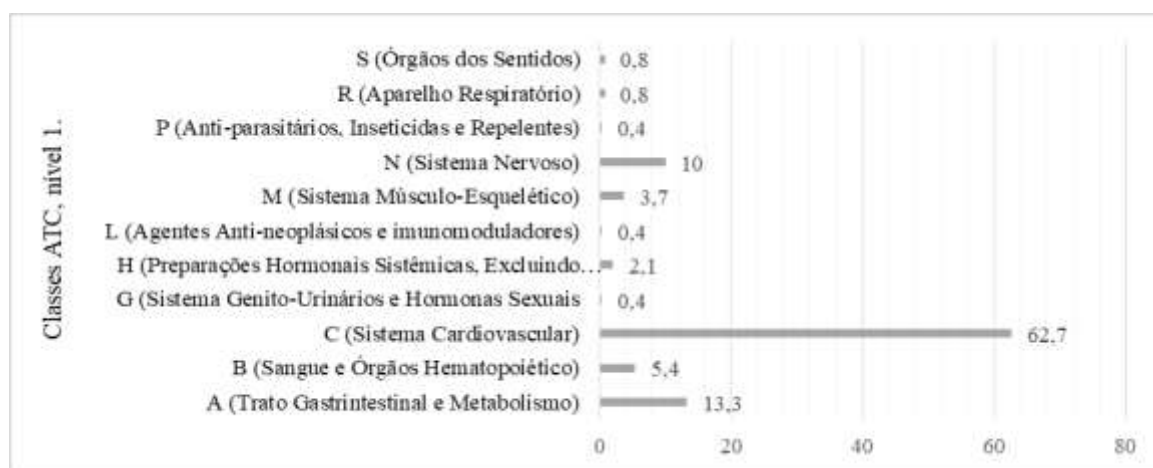 Classes ATC, nível 1.
S (Órgãos dos Sentidos) 0,8
R (Aparelho Respiratório) 0,8
P (Anti-parasitários, Inseticidas e Repelentes) 0,4
N (Sistema Nervoso) 10
M (Sistema Músculo-Esquelético) 3,7
L (Agentes Anti-neoplásicos e imunomoduladores) 0,4
H (Preparações Hormonais Sistêmicas, Excluindo… 2,1
G (Sistema Genito-Urinários e Hormonas Sexuais 0,4
C (Sistema Cardiovascular) 62,7
B (Sangue e Órgãos Hematopoiético) 5,4
A (Trato Gastrintestinal e Metabolismo) 13,3
0 20 40 60 80